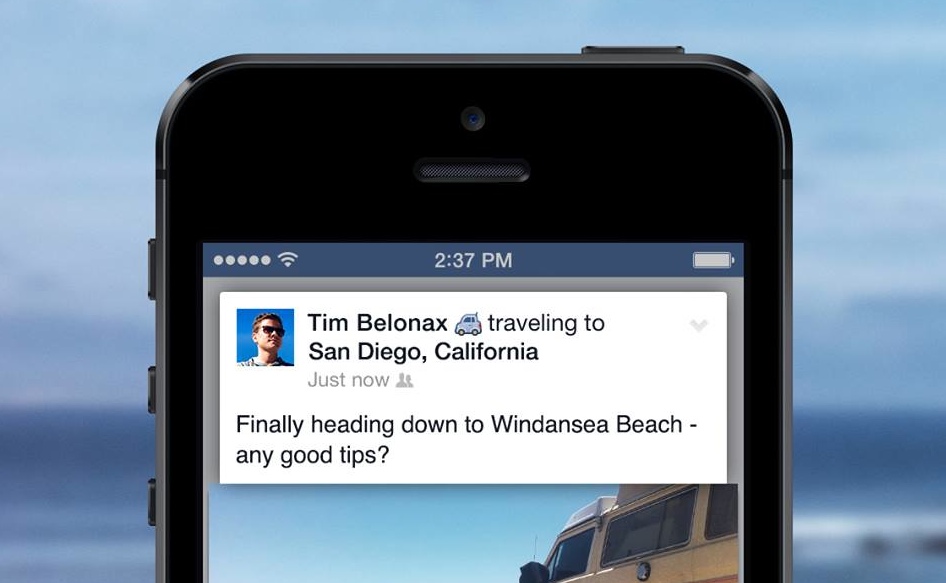 2:37 PM
Tim Belonax traveling to
San Diego, California
Just now
Finally heading down to Windansea Beach -
any good tips?